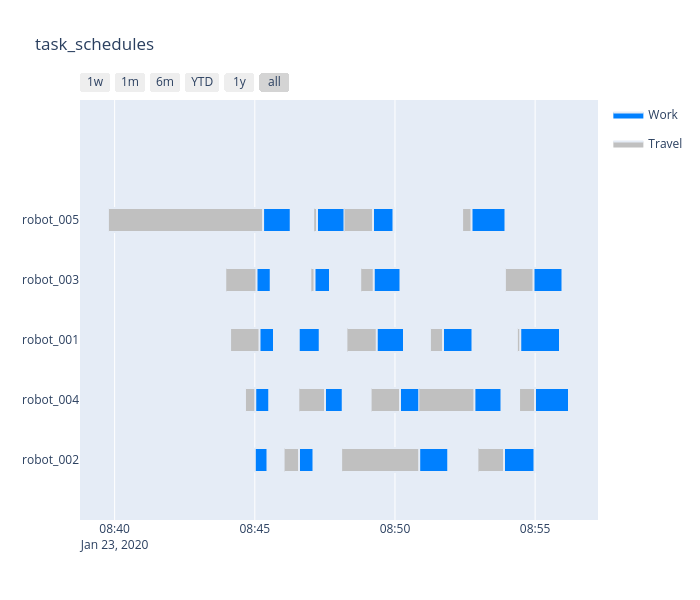 task_schedules
1w 1m 6m YTD 1y all
Work
Travel
robot_005
robot_003
robot_001
robot_004
robot_002
08:40 08:45 08:50 08:55
Jan 23, 2020